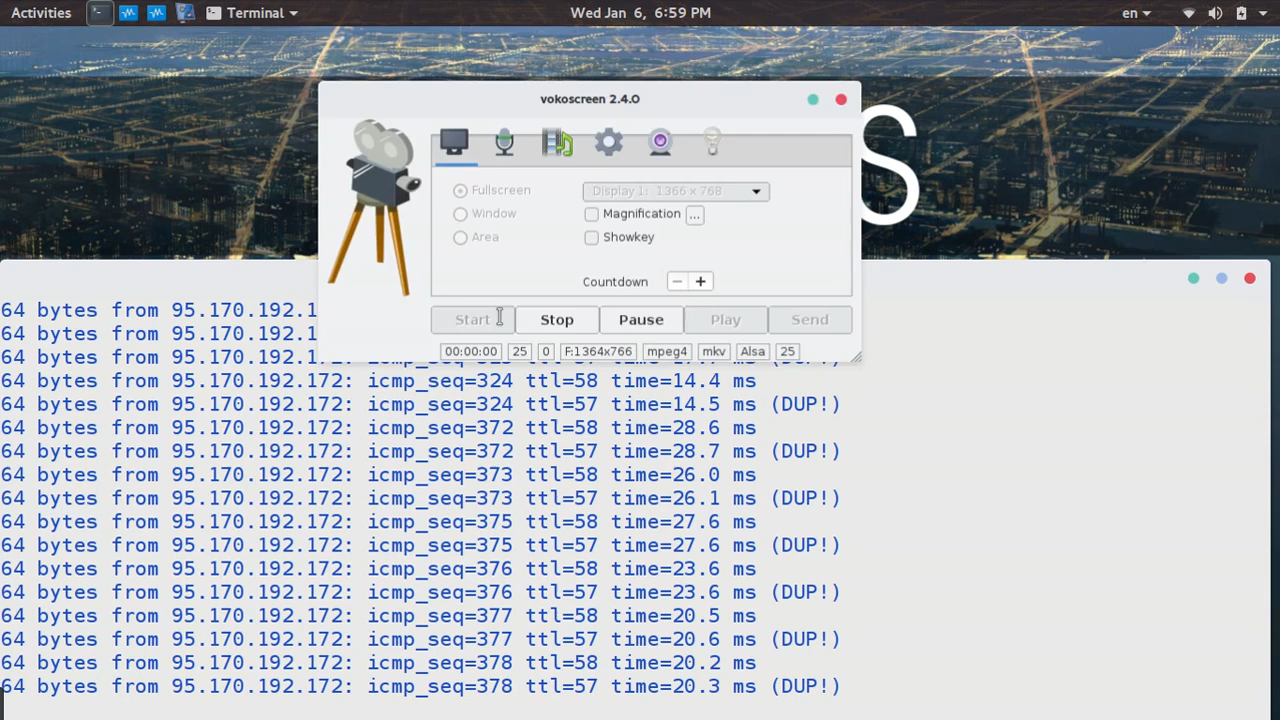 Activities
Terminal
Wed Jan 6, 6:59 PM
en
vokoscreen 2.4.0
S
Fullscreen
Display 1: 1366 x 768
Window
Magnification ...
Area
Showkey
Countdown − +
Start Stop Pause Play Send
00:00:00 25 0 F:1364x766 mpeg4 mkv Alsa 25
64 bytes from 95.170.192.1
64 bytes from 95.170.192.1
64 bytes from 95.170.192.1
64 bytes from 95.170.192.172: icmp_seq=324 ttl=58 time=14.4 ms
64 bytes from 95.170.192.172: icmp_seq=324 ttl=57 time=14.5 ms (DUP!)
64 bytes from 95.170.192.172: icmp_seq=372 ttl=58 time=28.6 ms
64 bytes from 95.170.192.172: icmp_seq=372 ttl=57 time=28.7 ms (DUP!)
64 bytes from 95.170.192.172: icmp_seq=373 ttl=58 time=26.0 ms
64 bytes from 95.170.192.172: icmp_seq=373 ttl=57 time=26.1 ms (DUP!)
64 bytes from 95.170.192.172: icmp_seq=375 ttl=58 time=27.6 ms
64 bytes from 95.170.192.172: icmp_seq=375 ttl=57 time=27.6 ms (DUP!)
64 bytes from 95.170.192.172: icmp_seq=376 ttl=58 time=23.6 ms
64 bytes from 95.170.192.172: icmp_seq=376 ttl=57 time=23.6 ms (DUP!)
64 bytes from 95.170.192.172: icmp_seq=377 ttl=58 time=20.5 ms
64 bytes from 95.170.192.172: icmp_seq=377 ttl=57 time=20.6 ms (DUP!)
64 bytes from 95.170.192.172: icmp_seq=378 ttl=58 time=20.2 ms
64 bytes from 95.170.192.172: icmp_seq=378 ttl=57 time=20.3 ms (DUP!)